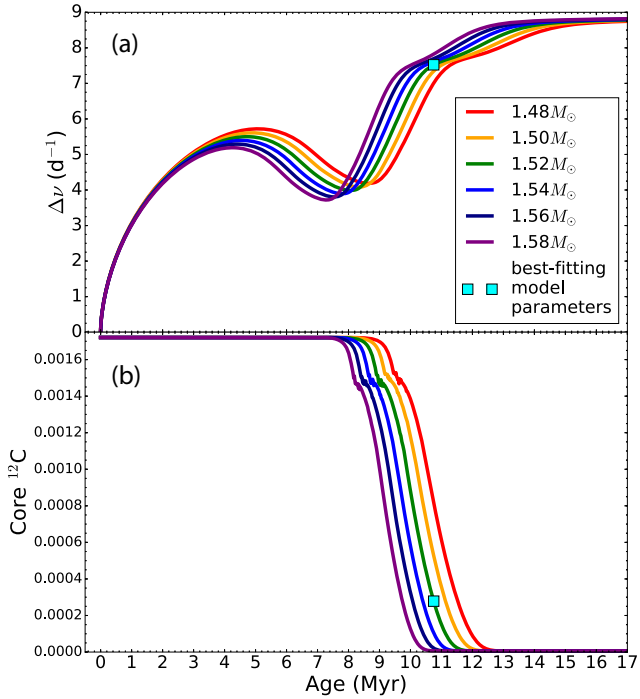 (a)
Δν (d⁻¹)
9
8
7
6
5
4
3
2
1
0
1.48M☉
1.50M☉
1.52M☉
1.54M☉
1.56M☉
1.58M☉
best-fitting
model
parameters
(b)
Core ¹²C
0.0016
0.0014
0.0012
0.0010
0.0008
0.0006
0.0004
0.0002
0.0000
0 1 2 3 4 5 6 7 8 9 10 11 12 13 14 15 16 17
Age (Myr)